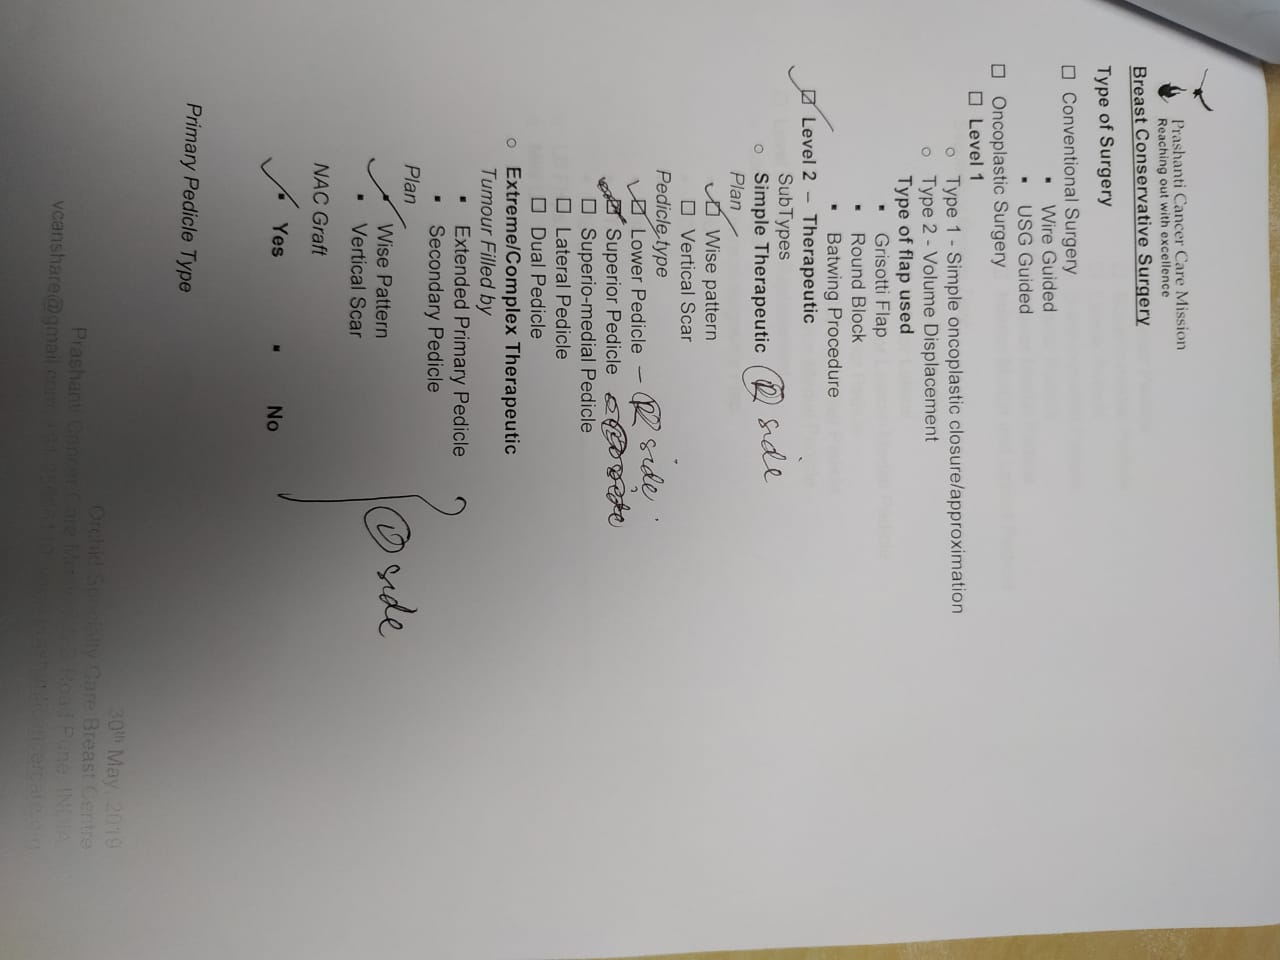 Prashanti Cancer Care Mission
Reaching out with excellence
Breast Conservative Surgery
Type of Surgery
☐ Conventional Surgery
▪ Wire Guided
▪ USG Guided
☐ Oncoplastic Surgery
☐ Level 1
○ Type 1 - Simple oncoplastic closure/approximation
○ Type 2 - Volume Displacement
Type of flap used
▪ Grisotti Flap
▪ Round Block
▪ Batwing Procedure
☑ Level 2 – Therapeutic
SubTypes
○ Simple Therapeutic Ⓡ side
Plan
☑ Wise pattern
☐ Vertical Scar
Pedicle type
☑ Lower Pedicle – Ⓡ side
Superior Pedicle
☐ Superio-medial Pedicle
☐ Lateral Pedicle
☐ Dual Pedicle
○ Extreme/Complex Therapeutic
Tumour Filled by
▪ Extended Primary Pedicle
▪ Secondary Pedicle
Plan
✓ ▪ Wise Pattern
▪ Vertical Scar
Ⓛ side
NAC Graft
✓ ▪ Yes ▪ No
Primary Pedicle Type
30th May, 2019
Orchid Specialty Care Breast Centre
Prashanti Cancer Care Mission
vcanshare@gmail.com